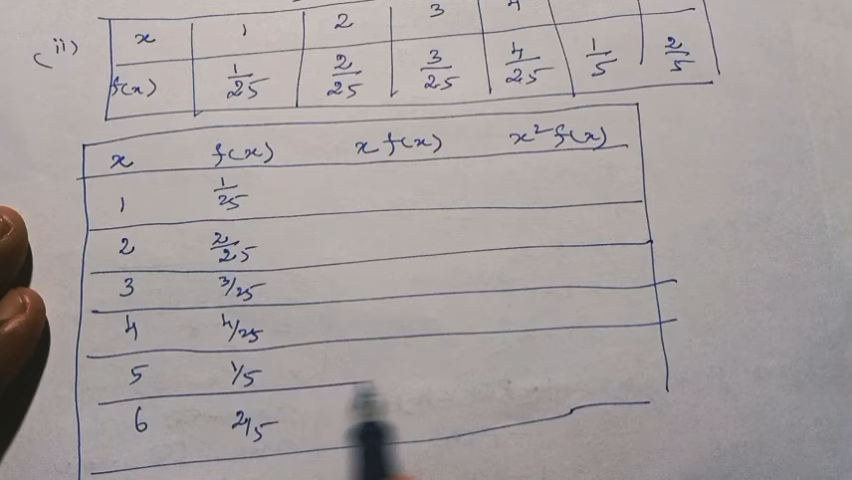 (ii) x 1 2 3 4
f(x) 1/25 2/25 3/25 4/25 1/5 2/5
x f(x) x f(x) x² f(x)
1 1/25
2 2/25
3 3/25
4 4/25
5 1/5
6 2/5